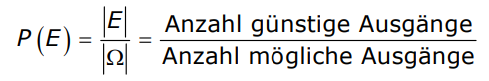 P(E) = |E| / |Ω| = Anzahl günstige Ausgänge / Anzahl mögliche Ausgänge